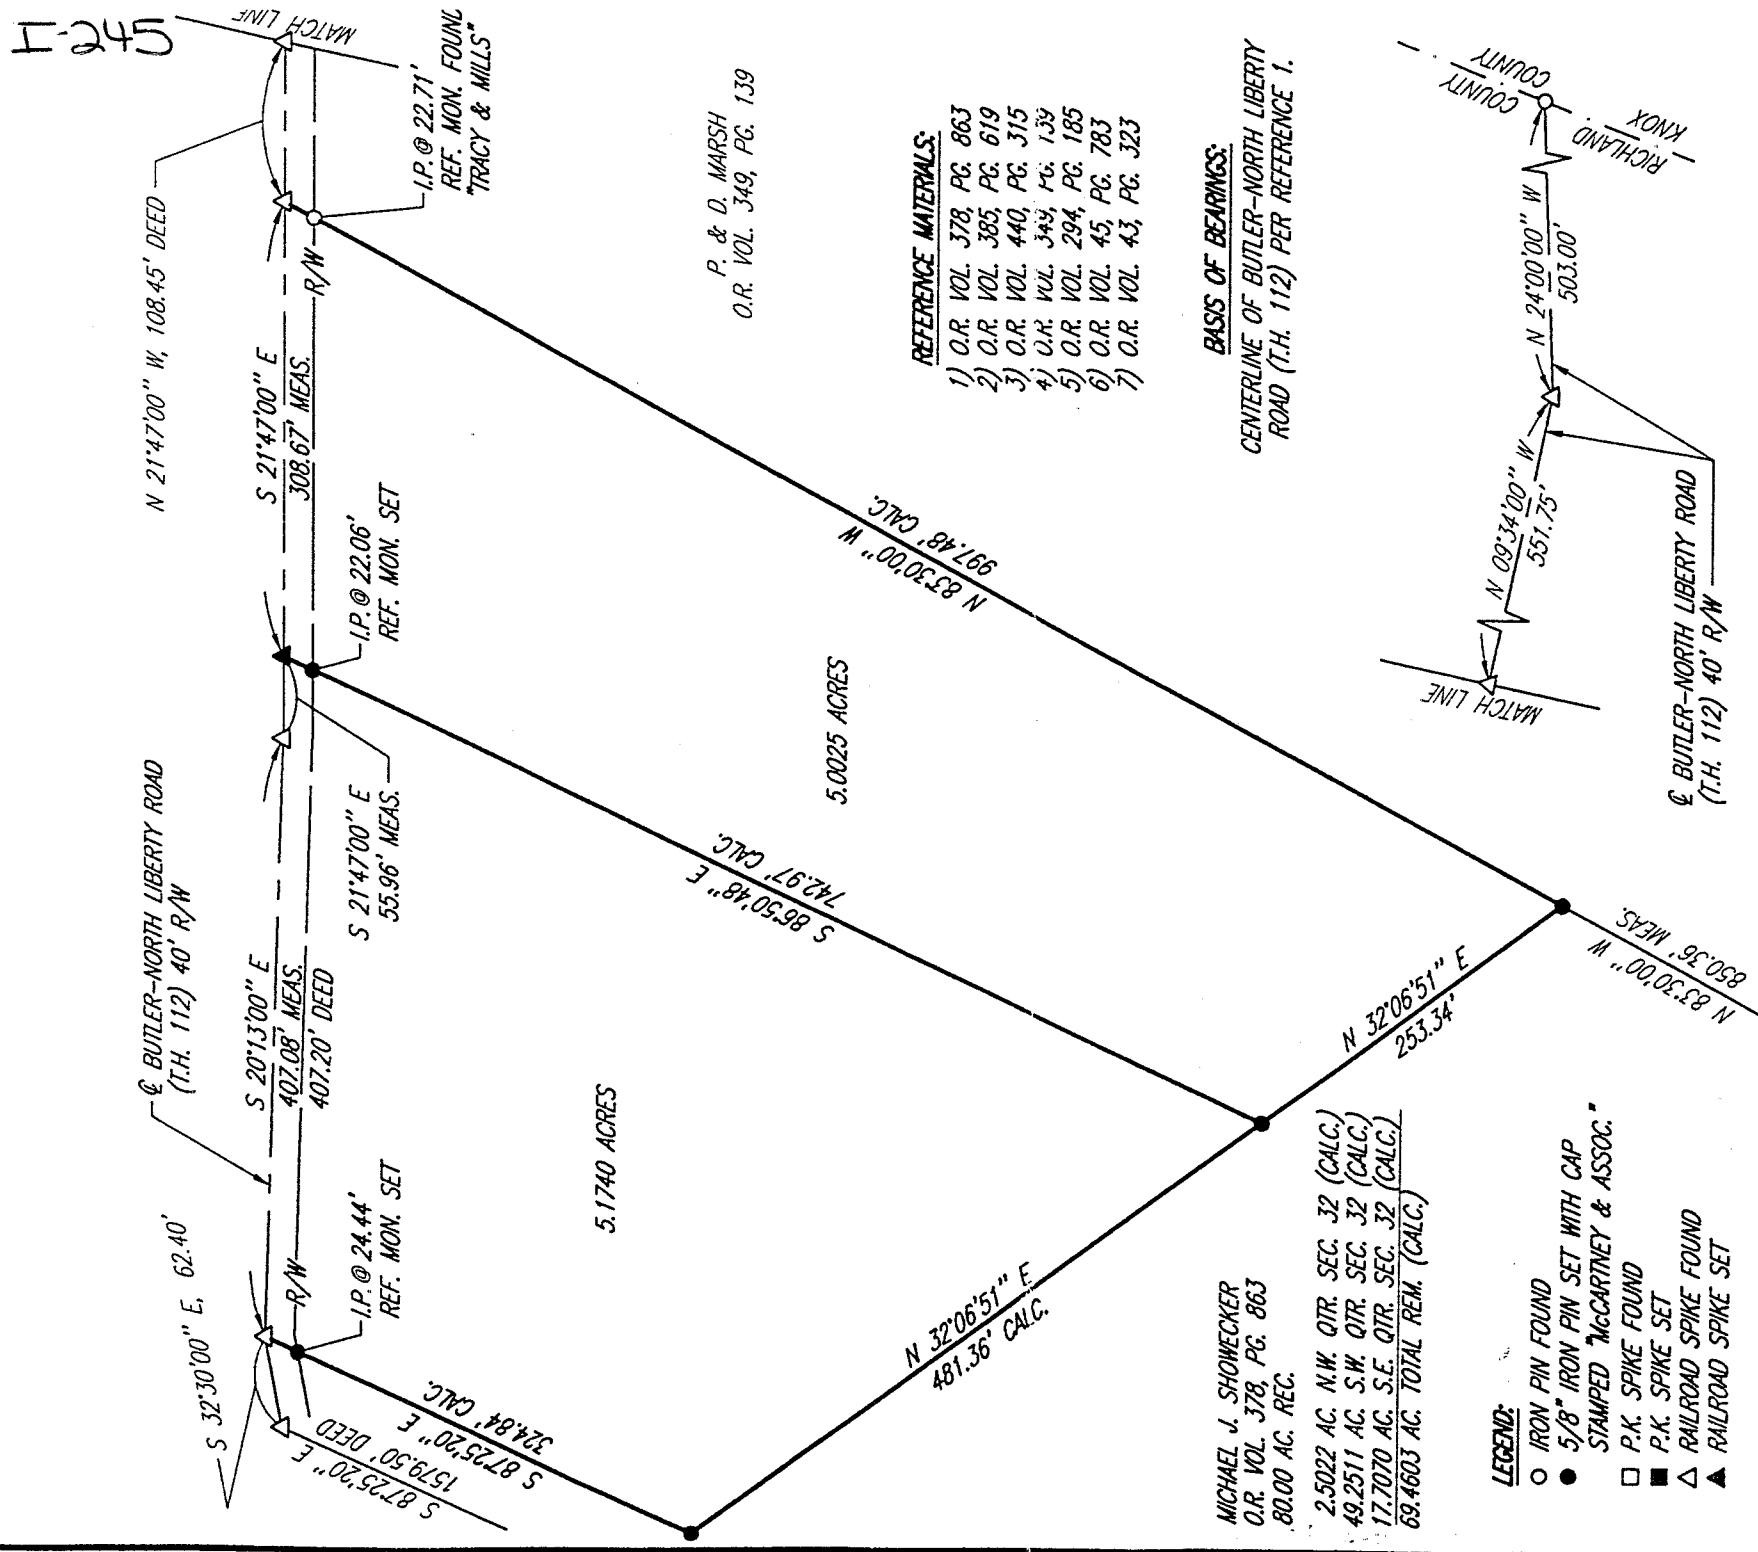 I-245
MATCH LINE
N 21°47'00" W, 108.45' DEED
I.P. @ 22.71'
REF. MON. FOUND
"TRACY & MILLS"
R/W
S 21°47'00" E
308.67' MEAS.
P. & D. MARSH
O.R. VOL. 349, PG. 139
I.P. @ 22.06'
REF. MON. SET
N 83°30'00" W
997.48' CALC.
5.0025 ACRES
S 21°47'00" E
55.96' MEAS.
S 86°50'48" E
742.97' CALC.
℄ BUTLER-NORTH LIBERTY ROAD
(T.H. 112) 40' R/W
S 20°13'00" E
407.08' MEAS.
407.20' DEED
5.1740 ACRES
S 32°30'00" E, 62.40'
R/W
I.P. @ 24.44'
REF. MON. SET
S 87°25'20" E
324.84' CALC.
S 87°25'20" E
1579.50' DEED
N 32°06'51" E
481.36' CALC.
N 32°06'51" E
253.34'
N 83°30'00" W
850.36' MEAS.
REFERENCE MATERIALS:
1) O.R. VOL. 378, PG. 863
2) O.R. VOL. 385, PG. 619
3) O.R. VOL. 440, PG. 315
4) O.R. VOL. 349, PG. 139
5) O.R. VOL. 294, PG. 185
6) O.R. VOL. 45, PG. 783
7) O.R. VOL. 43, PG. 323
BASIS OF BEARINGS:
CENTERLINE OF BUTLER-NORTH LIBERTY
ROAD (T.H. 112) PER REFERENCE 1.
RICHLAND COUNTY
KNOX COUNTY
N 24°00'00" W
503.00'
N 09°34'00" W
551.75'
MATCH LINE
℄ BUTLER-NORTH LIBERTY ROAD
(T.H. 112) 40' R/W
MICHAEL J. SHOWECKER
O.R. VOL. 378, PG. 863
80.00 AC. REC.
2.5022 AC. N.W. QTR. SEC. 32 (CALC.)
49.2511 AC. S.W. QTR. SEC. 32 (CALC.)
17.7070 AC. S.E. QTR. SEC. 32 (CALC.)
69.4603 AC. TOTAL REM. (CALC.)
LEGEND:
○ IRON PIN FOUND
● 5/8" IRON PIN SET WITH CAP
STAMPED "McCARTNEY & ASSOC."
□ P.K. SPIKE FOUND
■ P.K. SPIKE SET
△ RAILROAD SPIKE FOUND
▲ RAILROAD SPIKE SET